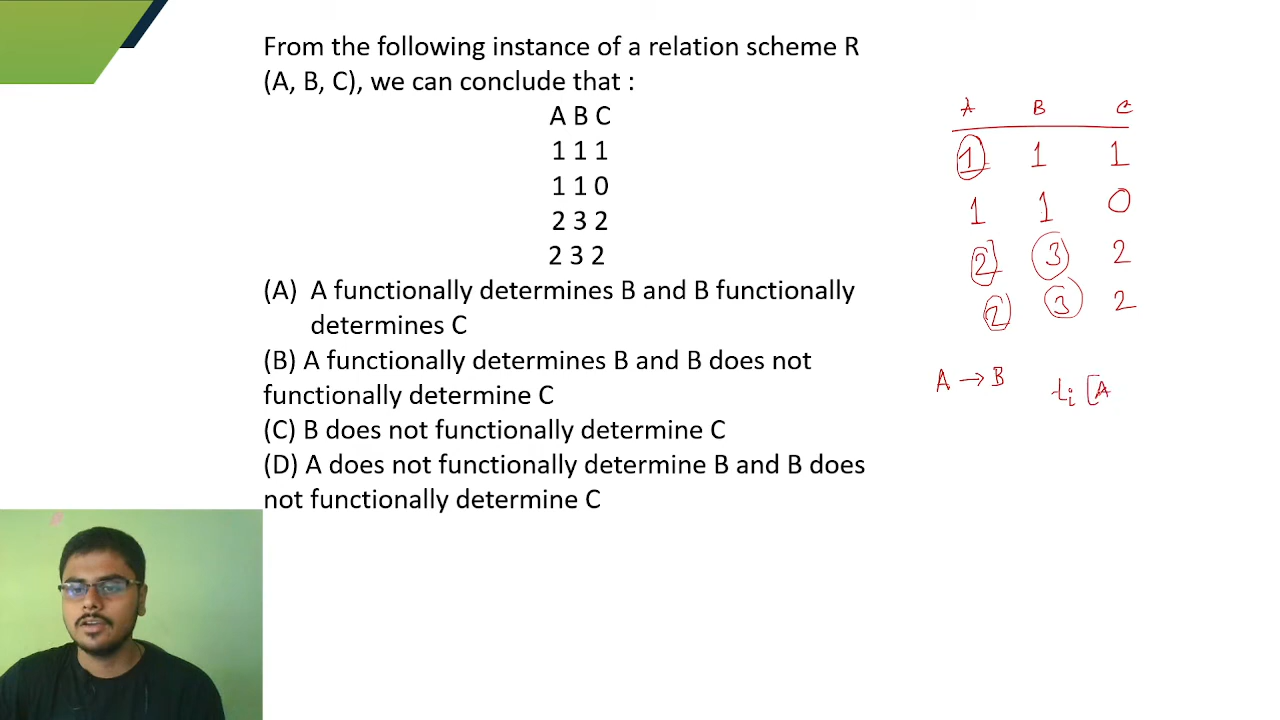 From the following instance of a relation scheme R
(A, B, C), we can conclude that :
A B C
1 1 1
1 1 0
2 3 2
2 3 2
(A) A functionally determines B and B functionally
determines C
(B) A functionally determines B and B does not
functionally determine C
(C) B does not functionally determine C
(D) A does not functionally determine B and B does
not functionally determine C
A B C
1 1 1
1 1 0
2 3 2
2 3 2
A → B ti [A